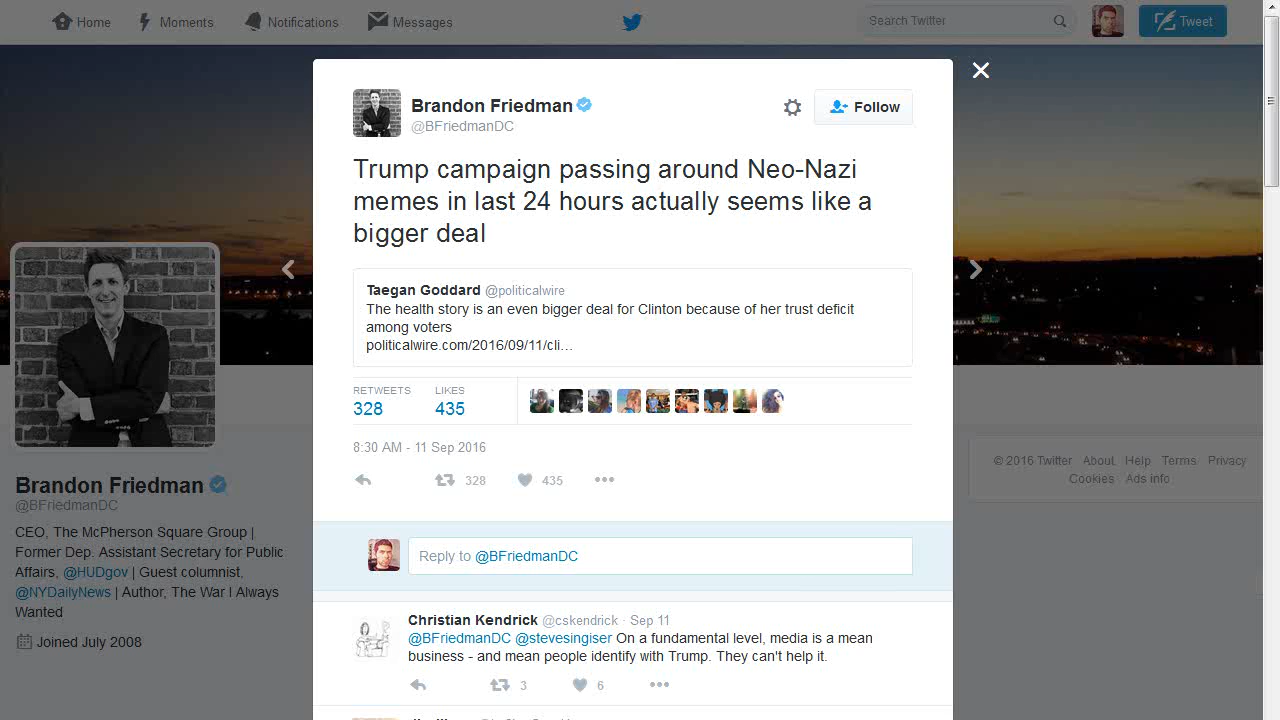 Home Moments Notifications Messages Search Twitter Tweet
Brandon Friedman
@BFriedmanDC
Follow
Trump campaign passing around Neo-Nazi
memes in last 24 hours actually seems like a
bigger deal
Taegan Goddard @politicalwire
The health story is an even bigger deal for Clinton because of her trust deficit
among voters
politicalwire.com/2016/09/11/cli…
RETWEETS LIKES
328 435
8:30 AM - 11 Sep 2016
328 435
Reply to @BFriedmanDC
Christian Kendrick @cskendrick · Sep 11
@BFriedmanDC @stevesingiser On a fundamental level, media is a mean
business - and mean people identify with Trump. They can't help it.
3 6
Brandon Friedman
@BFriedmanDC
CEO, The McPherson Square Group |
Former Dep. Assistant Secretary for Public
Affairs, @HUDgov | Guest columnist,
@NYDailyNews | Author, The War I Always
Wanted
Joined July 2008
© 2016 Twitter About Help Terms Privacy
Cookies Ads info